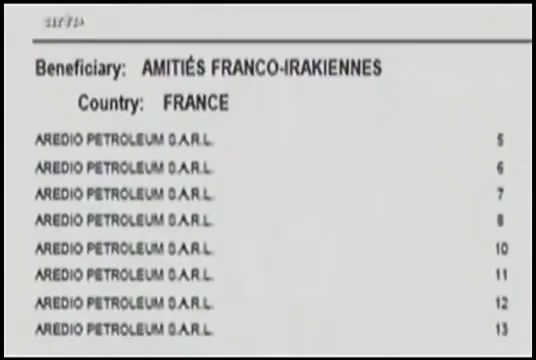 arte
Beneficiary: AMITIÉS FRANCO-IRAKIENNES
Country: FRANCE
AREDIO PETROLEUM S.A.R.L. 5
AREDIO PETROLEUM S.A.R.L. 6
AREDIO PETROLEUM S.A.R.L. 7
AREDIO PETROLEUM S.A.R.L. 8
AREDIO PETROLEUM S.A.R.L. 10
AREDIO PETROLEUM S.A.R.L. 11
AREDIO PETROLEUM S.A.R.L. 12
AREDIO PETROLEUM S.A.R.L. 13